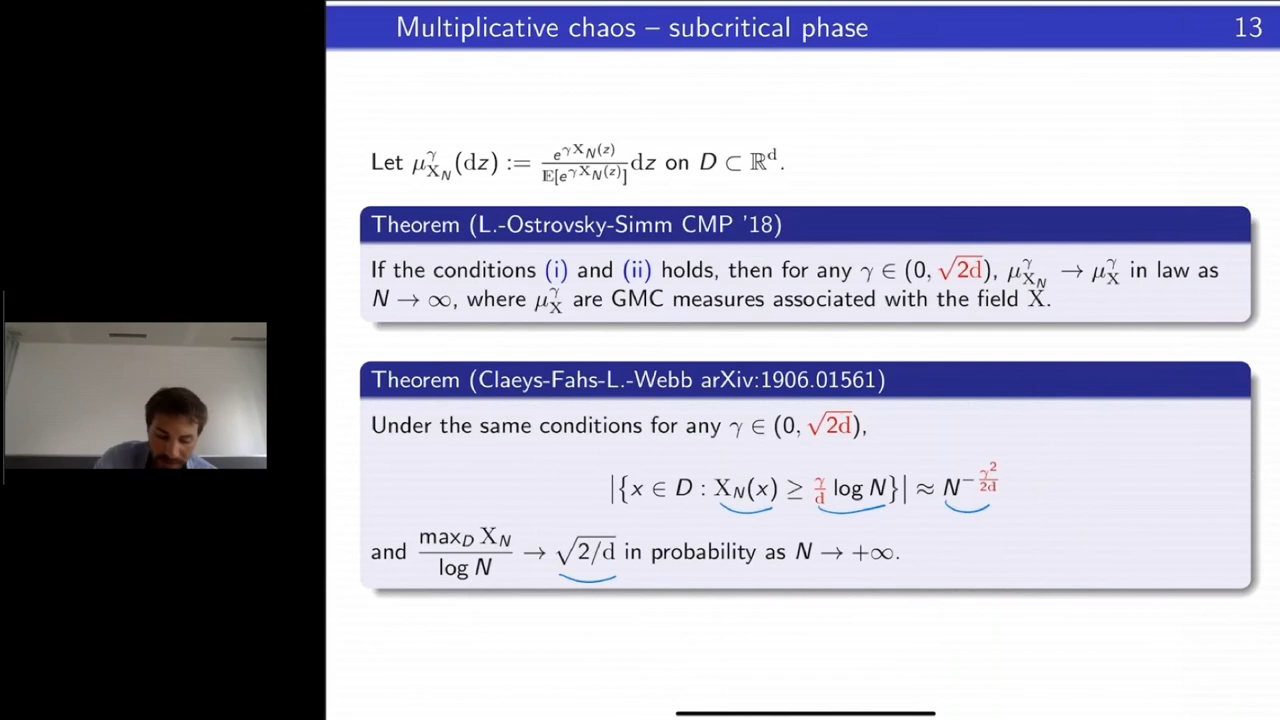 Multiplicative chaos – subcritical phase 13
Let μ^γ_{X_N}(dz) := e^{γX_N(z)} / 𝔼[e^{γX_N(z)}] dz on D ⊂ ℝ^d.
Theorem (L.-Ostrovsky-Simm CMP '18)
If the conditions (i) and (ii) holds, then for any γ ∈ (0, √2d), μ^γ_{X_N} → μ^γ_X in law as
N → ∞, where μ^γ_X are GMC measures associated with the field X.
Theorem (Claeys-Fahs-L.-Webb arXiv:1906.01561)
Under the same conditions for any γ ∈ (0, √2d),
|{x ∈ D : X_N(x) ≥ γ/d log N}| ≈ N^{-γ²/2d}
and max_D X_N / log N → √2/d in probability as N → +∞.